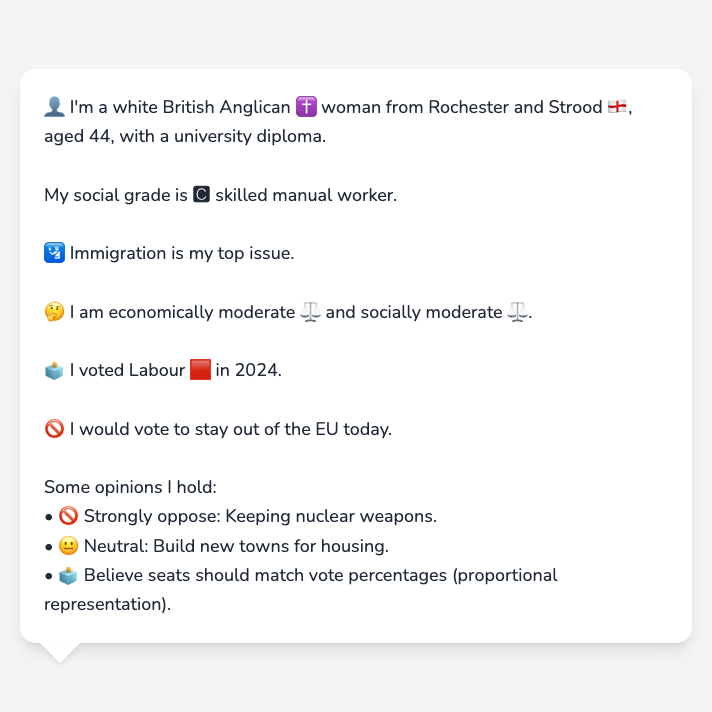 👤 I'm a white British Anglican ✝️ woman from Rochester and Strood 🏴󠁧󠁢󠁥󠁮󠁧󠁿,
aged 44, with a university diploma.
My social grade is 🅲 skilled manual worker.
🛂 Immigration is my top issue.
🤔 I am economically moderate ⚖️ and socially moderate ⚖️.
🗳️ I voted Labour 🟥 in 2024.
🚫 I would vote to stay out of the EU today.
Some opinions I hold:
• 🚫 Strongly oppose: Keeping nuclear weapons.
• 😐 Neutral: Build new towns for housing.
• 🗳️ Believe seats should match vote percentages (proportional
representation).